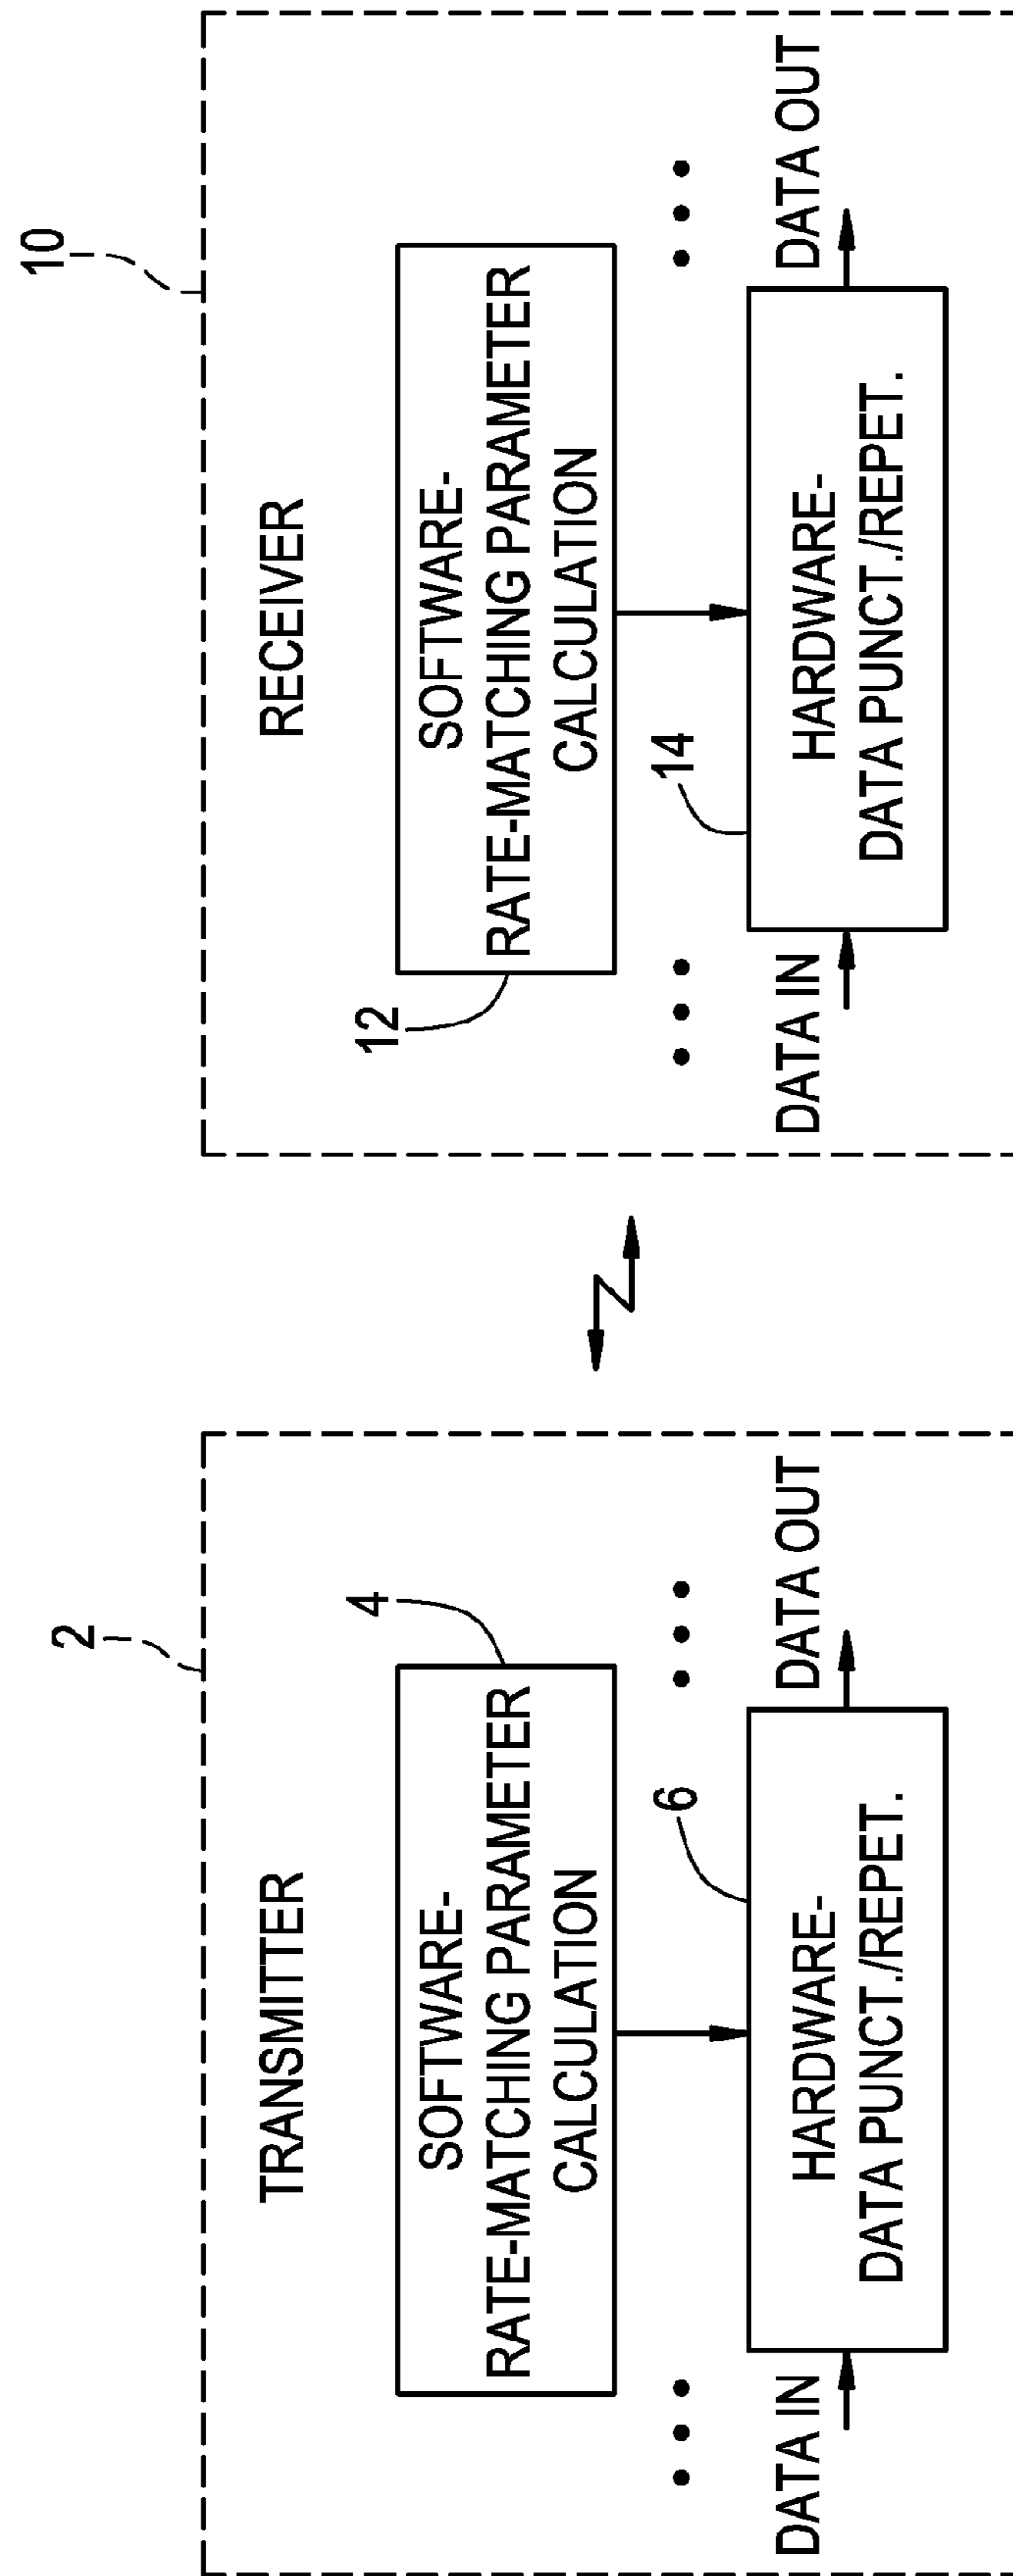 2
TRANSMITTER
SOFTWARE-
RATE-MATCHING PARAMETER
CALCULATION
4
6
HARDWARE-
DATA PUNCT./REPET.
DATA IN
DATA OUT
10
RECEIVER
SOFTWARE-
RATE-MATCHING PARAMETER
CALCULATION
12
14
HARDWARE-
DATA PUNCT./REPET.
DATA IN
DATA OUT